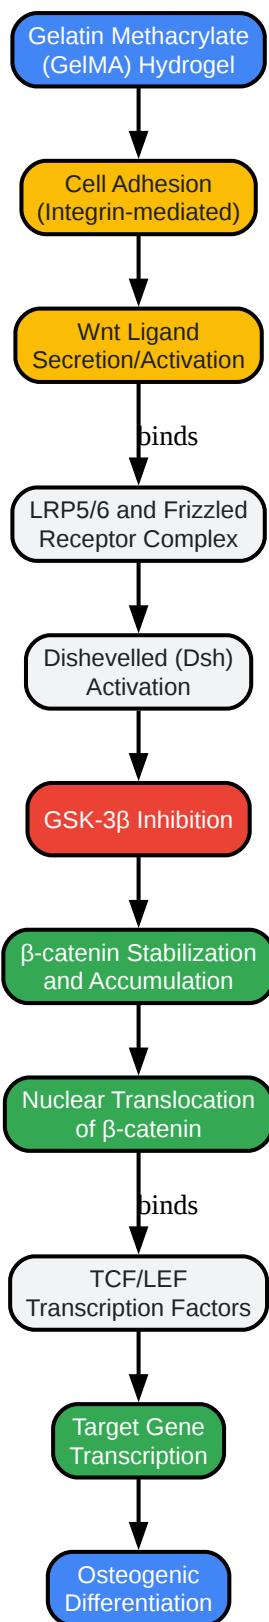 Gelatin Methacrylate
(GelMA) Hydrogel
Cell Adhesion
(Integrin-mediated)
Wnt Ligand
Secretion/Activation
binds
LRP5/6 and Frizzled
Receptor Complex
Dishevelled (Dsh)
Activation
GSK-3β Inhibition
β-catenin Stabilization
and Accumulation
Nuclear Translocation
of β-catenin
binds
TCF/LEF
Transcription Factors
Target Gene
Transcription
Osteogenic
Differentiation